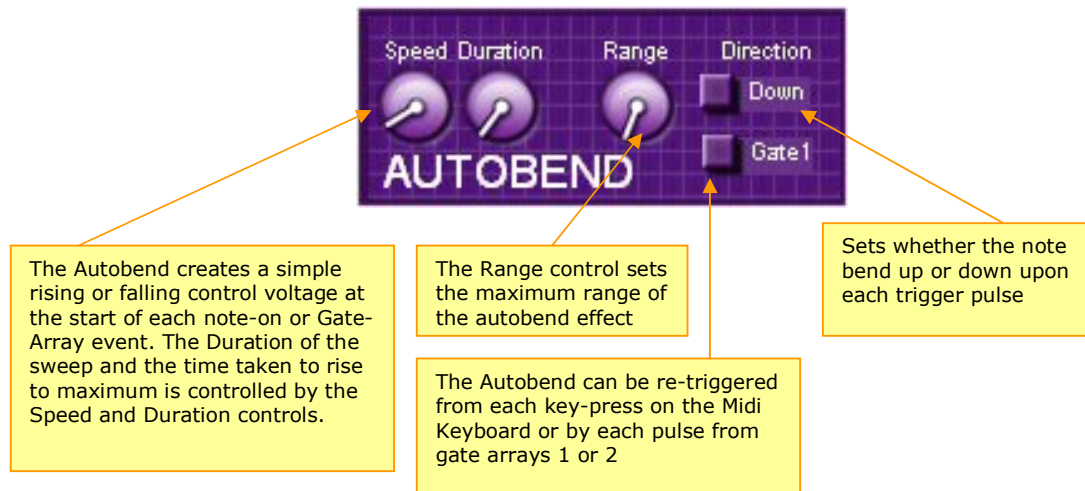 Speed Duration Range Direction
Down
Gate1
AUTOBEND
The Autobend creates a simple
rising or falling control voltage at
the start of each note-on or Gate-
Array event. The Duration of the
sweep and the time taken to rise
to maximum is controlled by the
Speed and Duration controls.
The Range control sets
the maximum range of
the autobend effect
The Autobend can be re-triggered
from each key-press on the Midi
Keyboard or by each pulse from
gate arrays 1 or 2
Sets whether the note
bend up or down upon
each trigger pulse